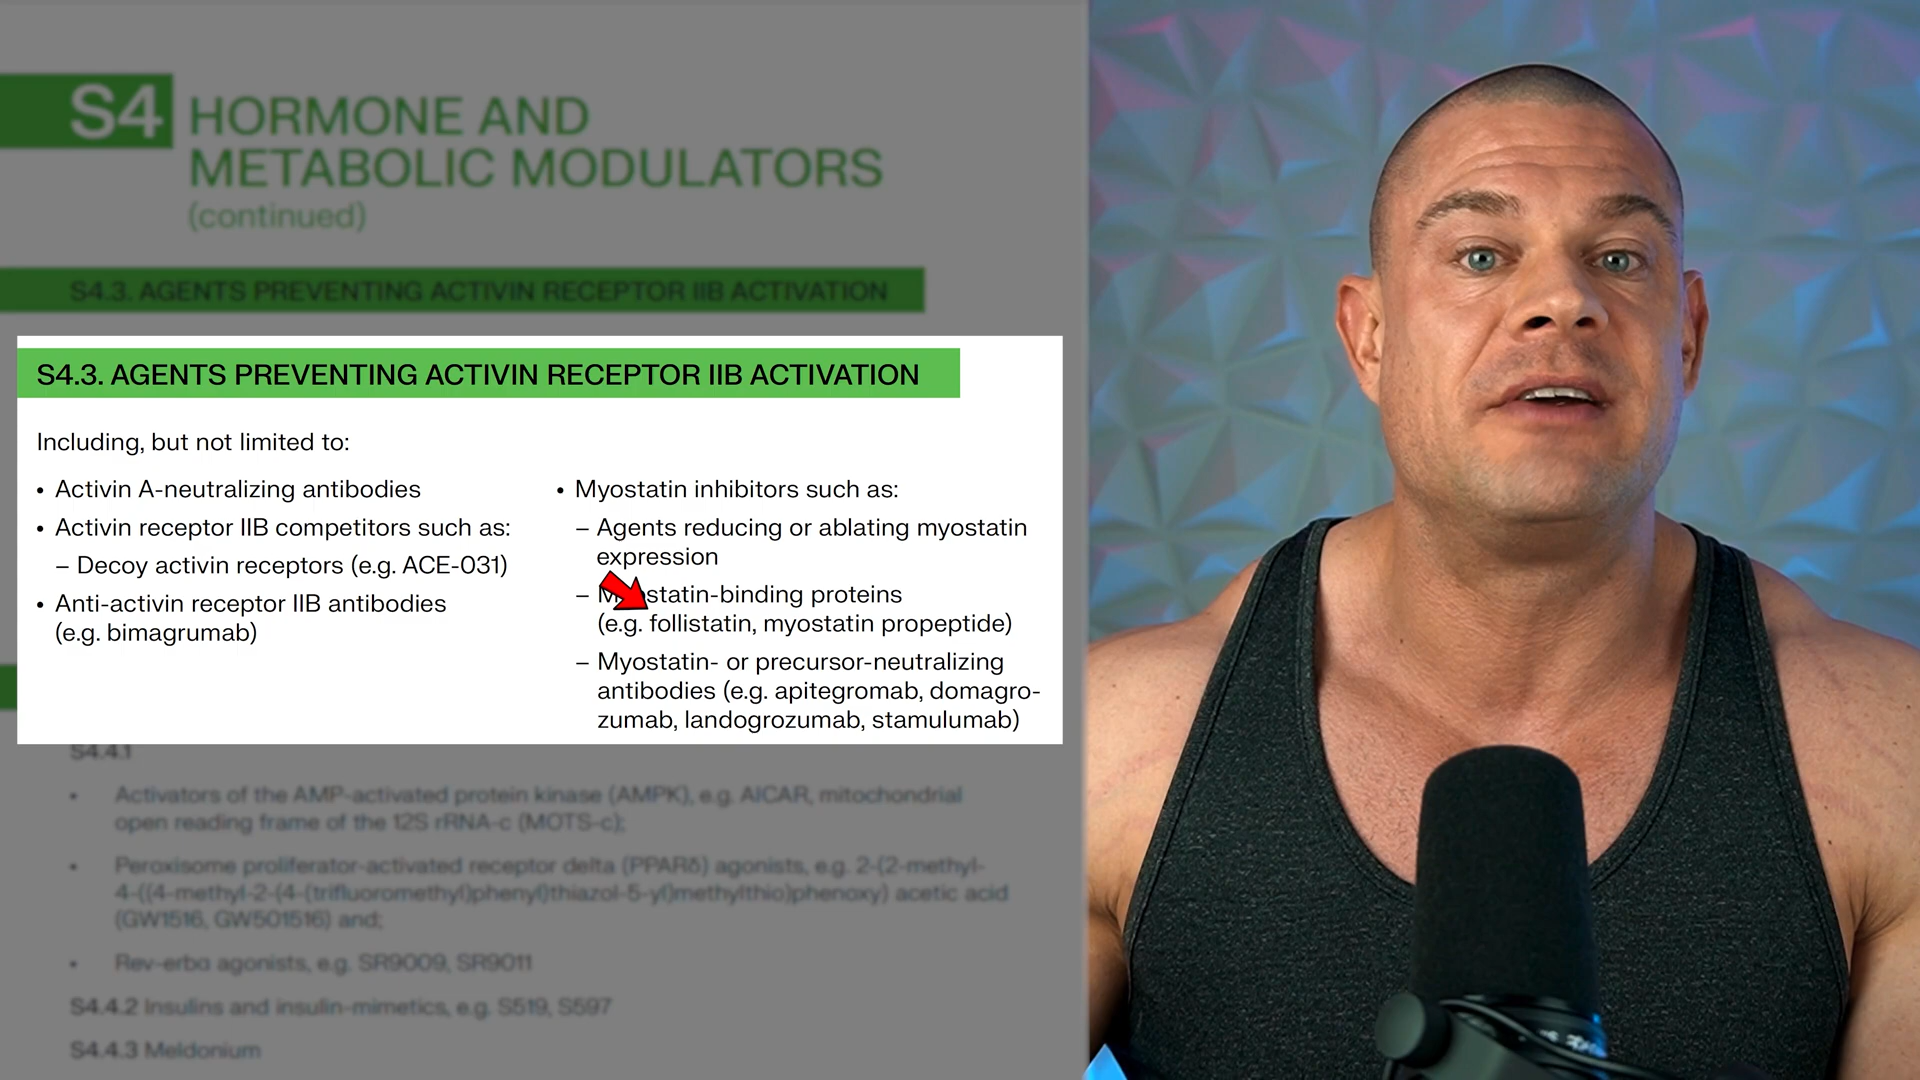 S4 HORMONE AND
METABOLIC MODULATORS
(continued)
S4.3. AGENTS PREVENTING ACTIVIN RECEPTOR IIB ACTIVATION
S4.3. AGENTS PREVENTING ACTIVIN RECEPTOR IIB ACTIVATION
Including, but not limited to:
• Activin A-neutralizing antibodies
• Activin receptor IIB competitors such as:
– Decoy activin receptors (e.g. ACE-031)
• Anti-activin receptor IIB antibodies
(e.g. bimagrumab)
• Myostatin inhibitors such as:
– Agents reducing or ablating myostatin
expression
– Myostatin-binding proteins
(e.g. follistatin, myostatin propeptide)
– Myostatin- or precursor-neutralizing
antibodies (e.g. apitegromab, domagro-
zumab, landogrozumab, stamulumab)
S4.4.1
• Activators of the AMP-activated protein kinase (AMPK), e.g. AICAR, mitochondrial
open reading frame of the 12S rRNA-c (MOTS-c);
• Peroxisome proliferator-activated receptor delta (PPARδ) agonists, e.g. 2-(2-methyl-
4-((4-methyl-2-(4-(trifluoromethyl)phenyl)thiazol-5-yl)methylthio)phenoxy) acetic acid
(GW1516, GW501516) and;
• Rev-erbα agonists, e.g. SR9009, SR9011
S4.4.2 Insulins and insulin-mimetics, e.g. S519, S597
S4.4.3 Meldonium